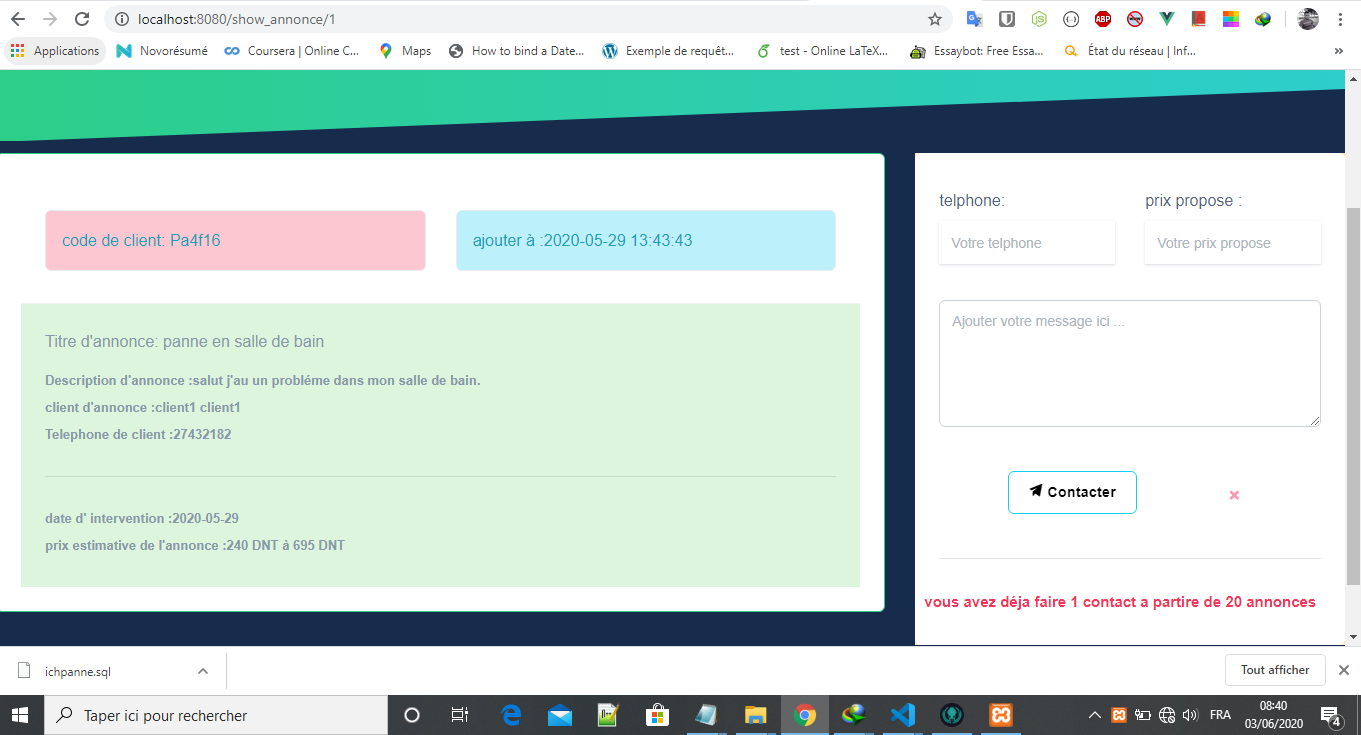 localhost:8080/show_annonce/1
Applications Novorésumé Coursera | Online C... Maps How to bind a Date... Exemple de requêt... test - Online LaTeX... Essaybot: Free Essa... État du réseau | Inf... »
code de client: Pa4f16
ajouter à :2020-05-29 13:43:43
Titre d'annonce: panne en salle de bain
Description d'annonce :salut j'au un probléme dans mon salle de bain.
client d'annonce :client1 client1
Telephone de client :27432182
date d' intervention :2020-05-29
prix estimative de l'annonce :240 DNT à 695 DNT
telphone: prix propose :
Votre telphone Votre prix propose
Ajouter votre message ici ...
Contacter
vous avez déja faire 1 contact a partire de 20 annonces
ichpanne.sql Tout afficher
Taper ici pour rechercher
FRA
08:40
03/06/2020
4